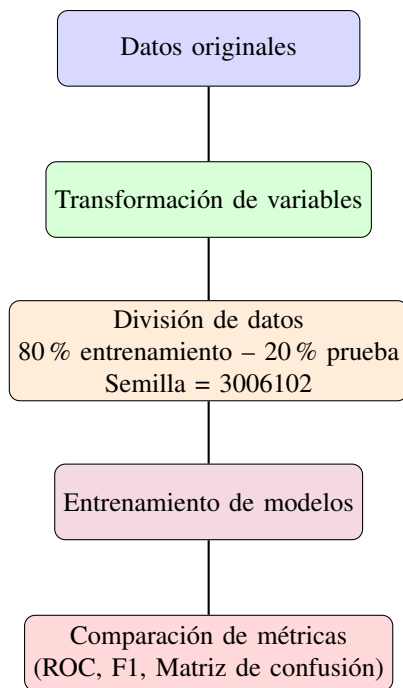 Datos originales
Transformación de variables
División de datos
80 % entrenamiento – 20 % prueba
Semilla = 3006102
Entrenamiento de modelos
Comparación de métricas
(ROC, F1, Matriz de confusión)